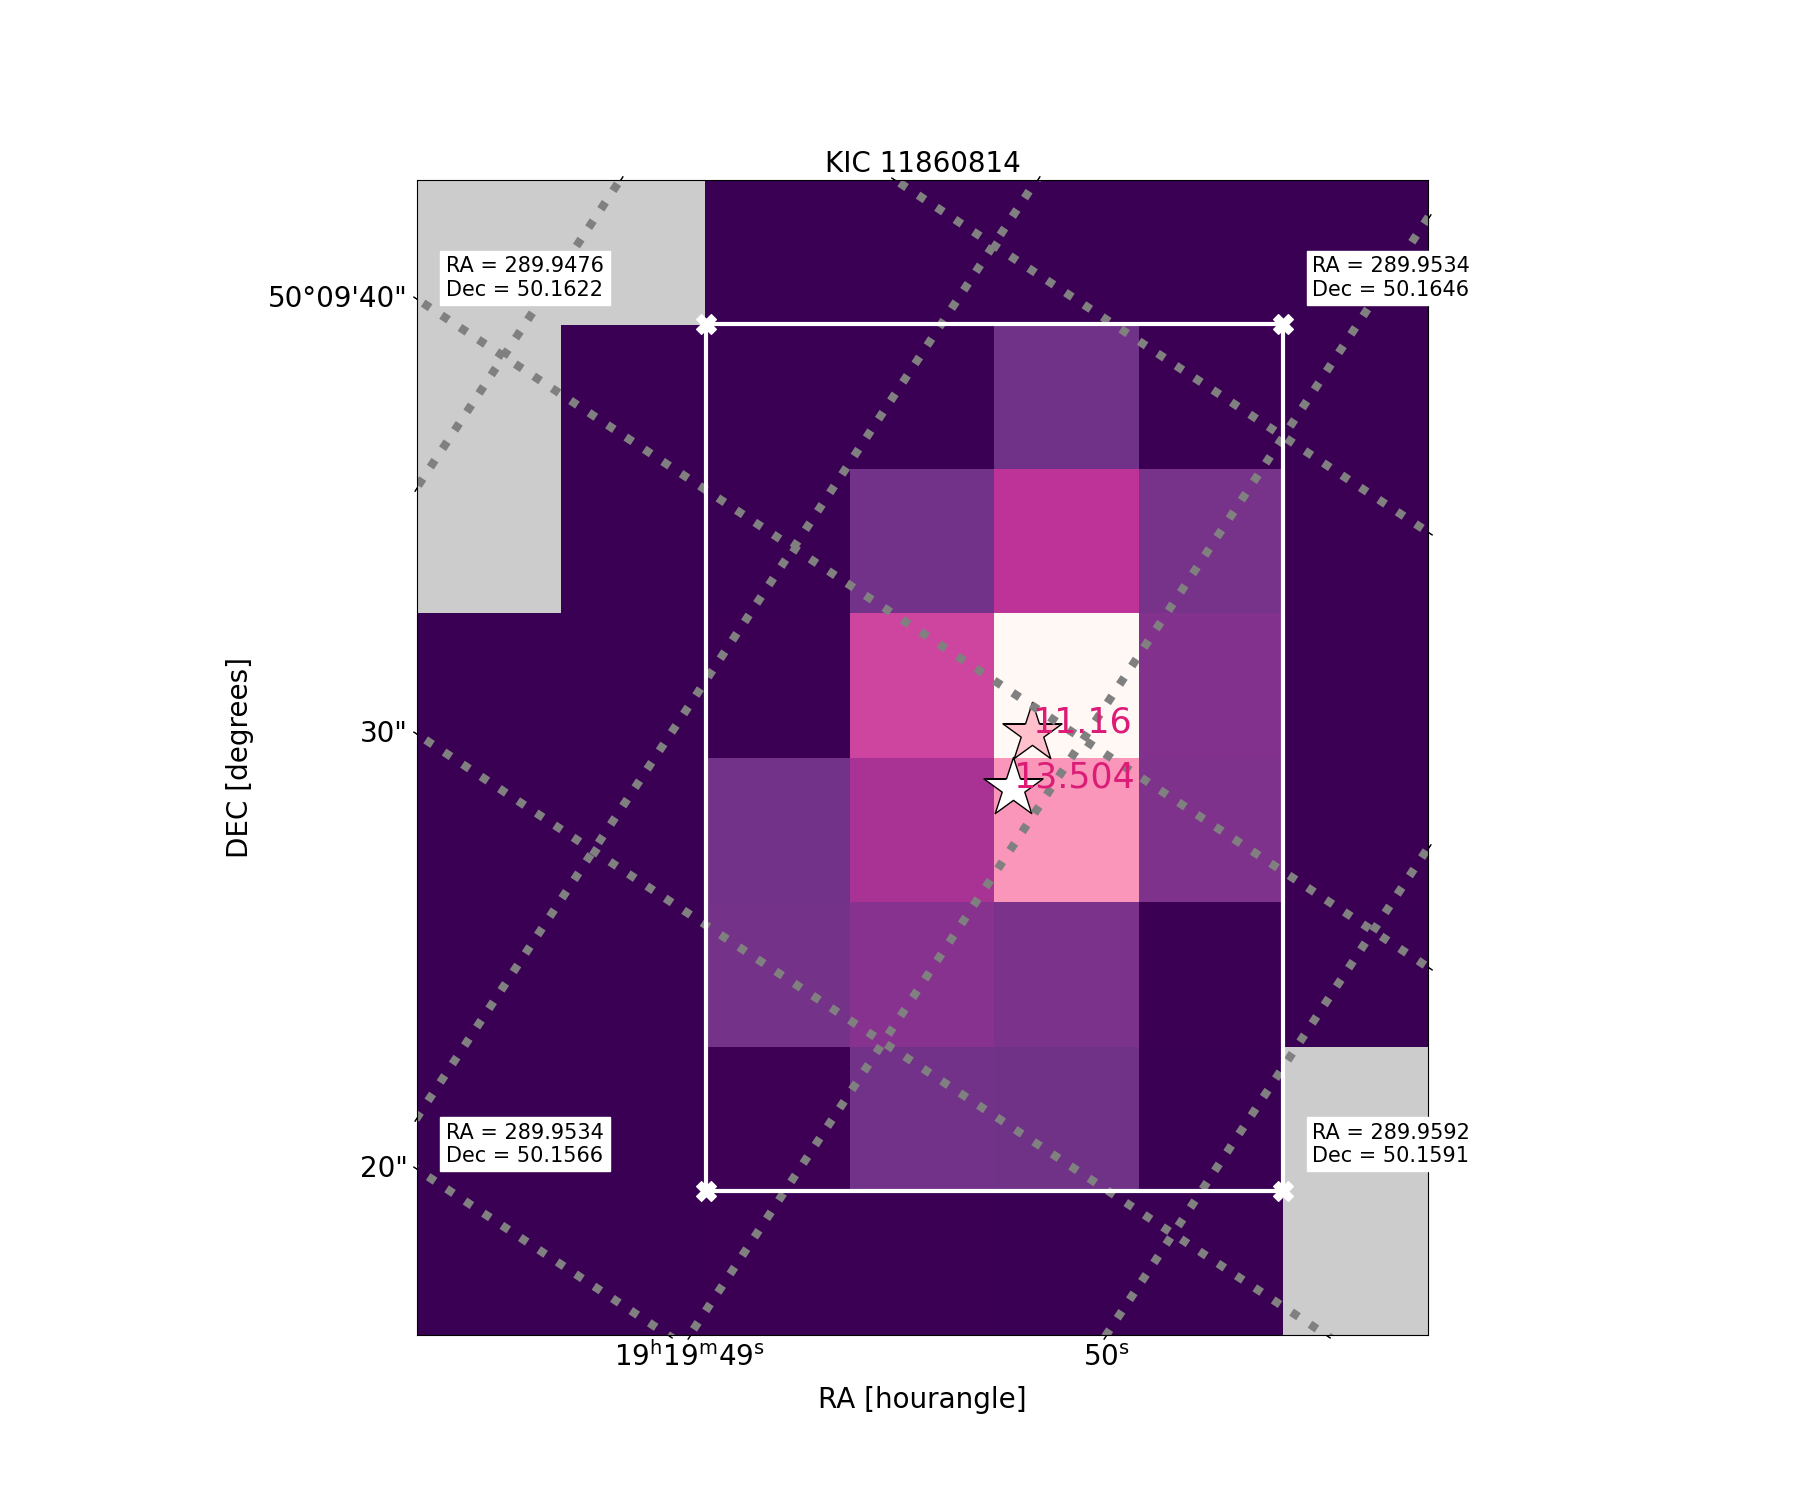 KIC 11860814
RA = 289.9476
Dec = 50.1622
RA = 289.9534
Dec = 50.1646
50°09'40"
30"
20"
DEC [degrees]
11.16
13.504
RA = 289.9534
Dec = 50.1566
RA = 289.9592
Dec = 50.1591
19h19m49s
50s
RA [hourangle]